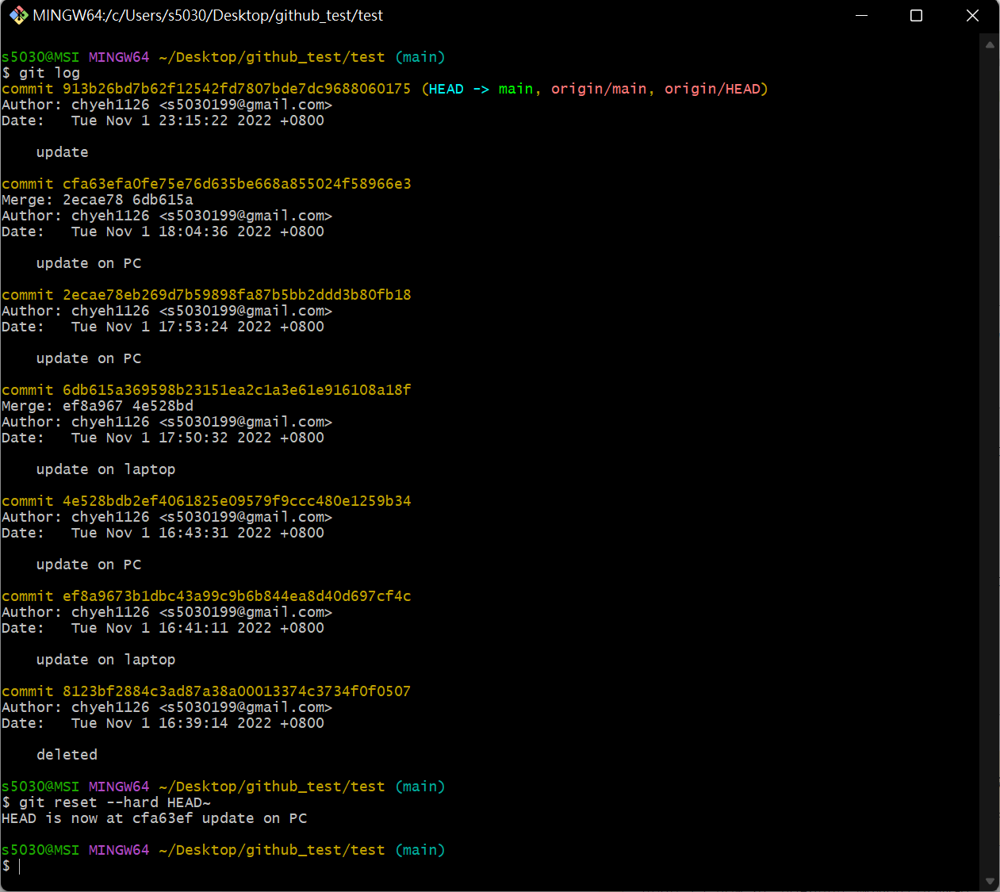 MINGW64:/c/Users/s5030/Desktop/github_test/test
s5030@MSI MINGW64 ~/Desktop/github_test/test (main)
$ git log
commit 913b26bd7b62f12542fd7807bde7dc9688060175 (HEAD -> main, origin/main, origin/HEAD)
Author: chyeh1126 <s5030199@gmail.com>
Date:   Tue Nov 1 23:15:22 2022 +0800
    update
commit cfa63efa0fe75e76d635be668a855024f58966e3
Merge: 2ecae78 6db615a
Author: chyeh1126 <s5030199@gmail.com>
Date:   Tue Nov 1 18:04:36 2022 +0800
    update on PC
commit 2ecae78eb269d7b59898fa87b5bb2ddd3b80fb18
Author: chyeh1126 <s5030199@gmail.com>
Date:   Tue Nov 1 17:53:24 2022 +0800
    update on PC
commit 6db615a369598b23151ea2c1a3e61e916108a18f
Merge: ef8a967 4e528bd
Author: chyeh1126 <s5030199@gmail.com>
Date:   Tue Nov 1 17:50:32 2022 +0800
    update on laptop
commit 4e528bdb2ef4061825e09579f9ccc480e1259b34
Author: chyeh1126 <s5030199@gmail.com>
Date:   Tue Nov 1 16:43:31 2022 +0800
    update on PC
commit ef8a9673b1dbc43a99c9b6b844ea8d40d697cf4c
Author: chyeh1126 <s5030199@gmail.com>
Date:   Tue Nov 1 16:41:11 2022 +0800
    update on laptop
commit 8123bf2884c3ad87a38a00013374c3734f0f0507
Author: chyeh1126 <s5030199@gmail.com>
Date:   Tue Nov 1 16:39:14 2022 +0800
    deleted
s5030@MSI MINGW64 ~/Desktop/github_test/test (main)
$ git reset --hard HEAD~
HEAD is now at cfa63ef update on PC
s5030@MSI MINGW64 ~/Desktop/github_test/test (main)
$